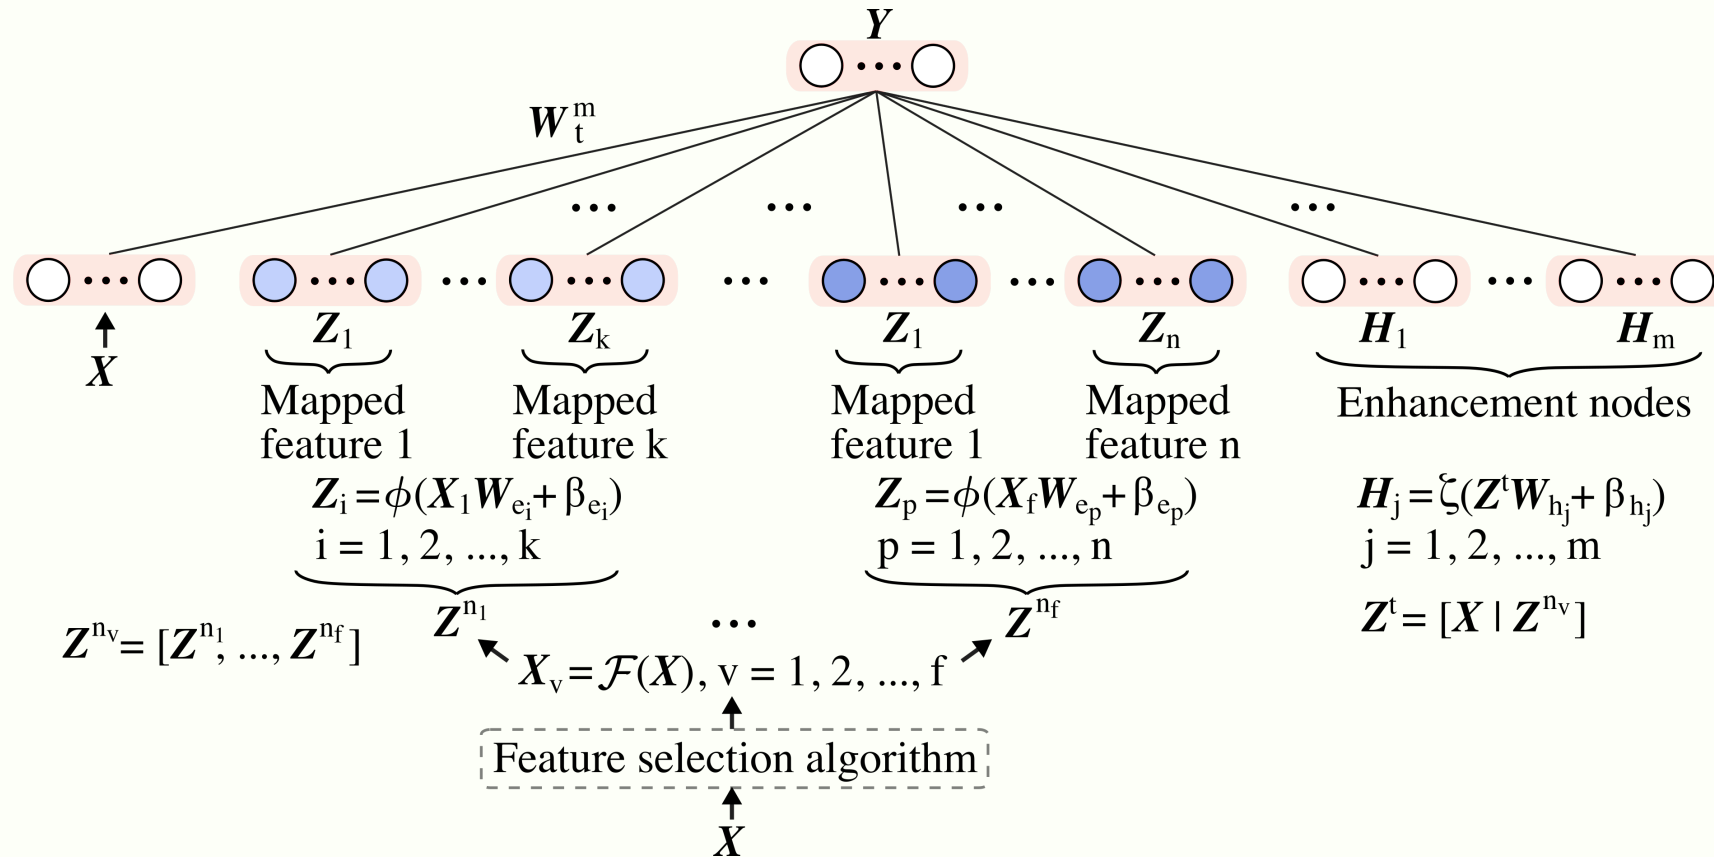 Y
W_t^m
... ... ... ...
... ... ... ... ... ... ... ... ... ... ...
X
Z_1 Z_k Z_1 Z_n H_1 H_m
Mapped feature 1
Mapped feature k
Mapped feature 1
Mapped feature n
Enhancement nodes
Z_i = ϕ(X_1 W_{e_i} + β_{e_i})
i = 1, 2, ..., k
Z_p = ϕ(X_f W_{e_p} + β_{e_p})
p = 1, 2, ..., n
H_j = ζ(Z^t W_{h_j} + β_{h_j})
j = 1, 2, ..., m
Z^{n_1} ... Z^{n_f}
Z^{n_v} = [Z^{n_1}, ..., Z^{n_f}]
Z^t = [X | Z^{n_v}]
X_v = ℱ(X), v = 1, 2, ..., f
Feature selection algorithm
X